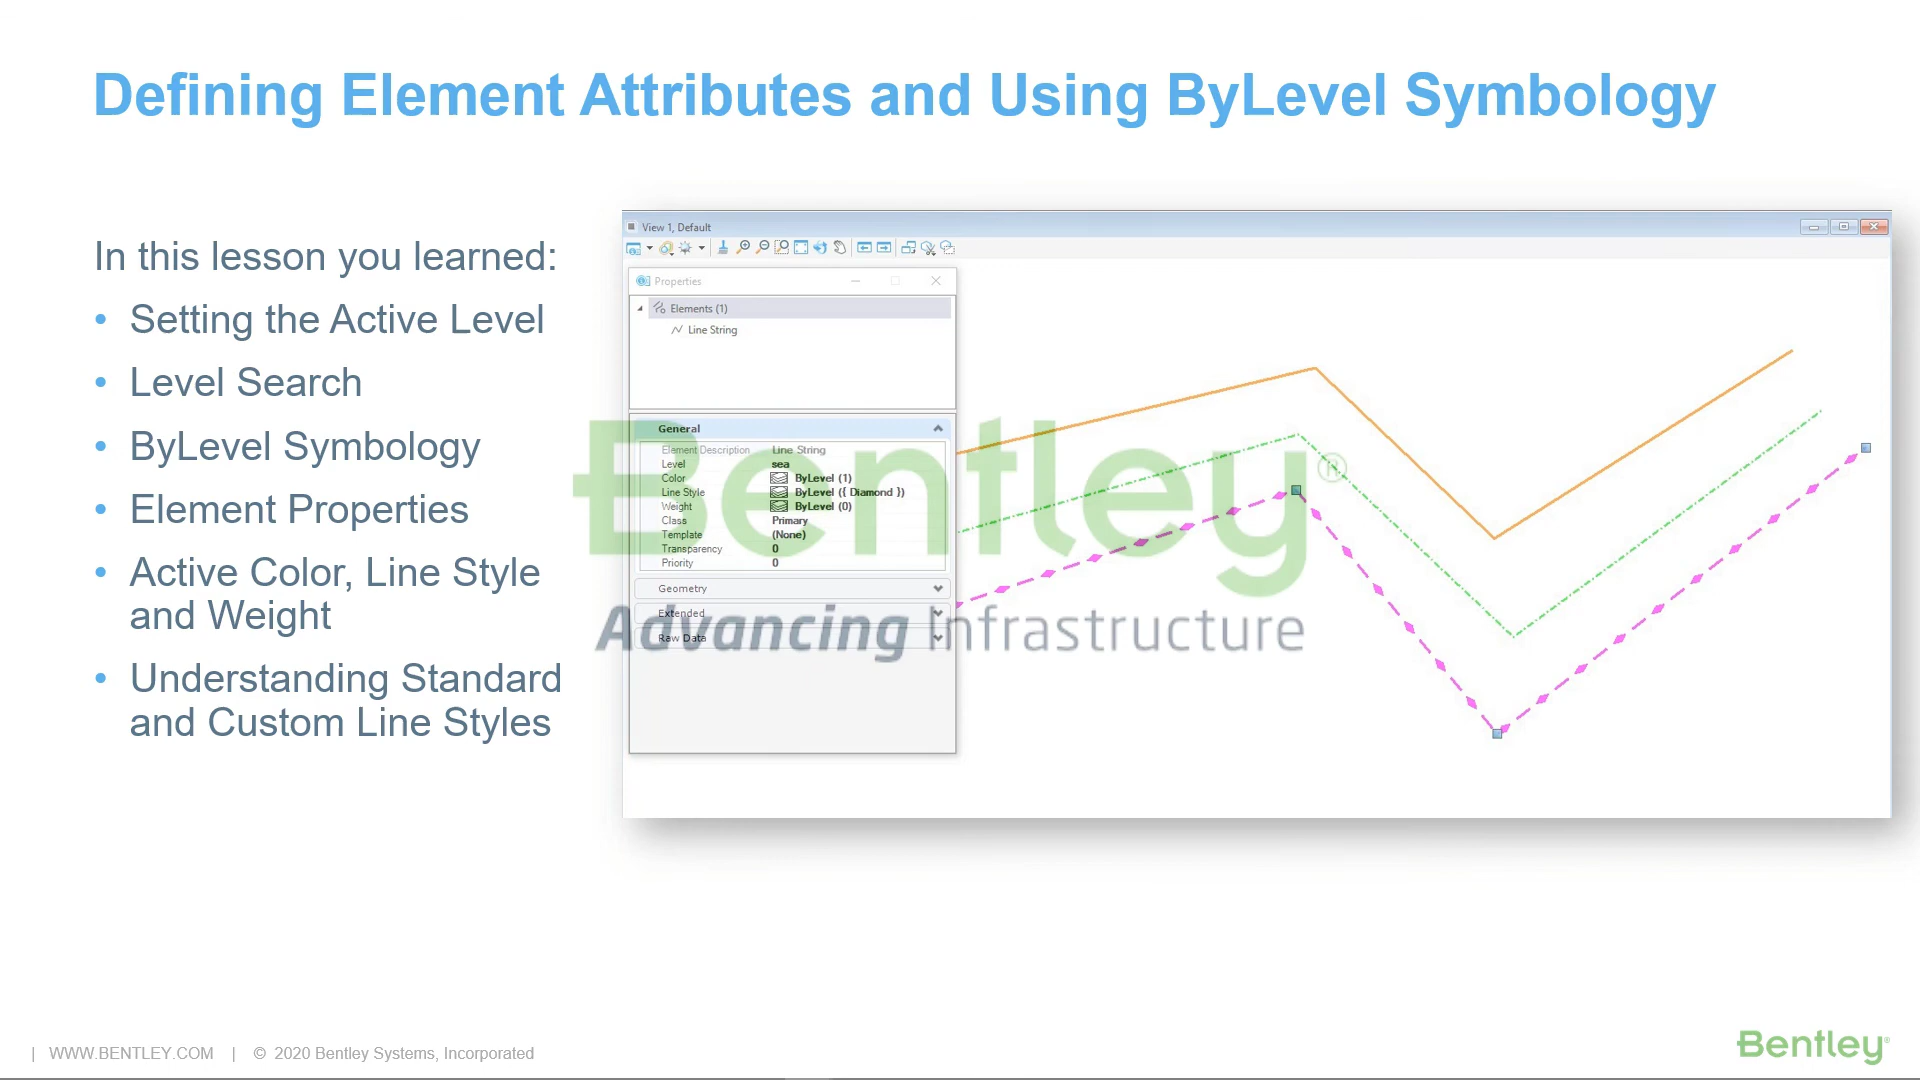 Defining Element Attributes and Using ByLevel Symbology
In this lesson you learned:
• Setting the Active Level
• Level Search
• ByLevel Symbology
• Element Properties
• Active Color, Line Style
and Weight
• Understanding Standard
and Custom Line Styles
View 1, Default
Properties
Elements (1)
Line String
General
Element Description Line String
Level sea
Color ByLevel (1)
Line Style ByLevel ({ Diamond })
Weight ByLevel (0)
Class Primary
Template (None)
Transparency 0
Priority 0
Geometry
Extended
Raw Data
Bentley®
Advancing Infrastructure
| WWW.BENTLEY.COM | © 2020 Bentley Systems, Incorporated
Bentley®